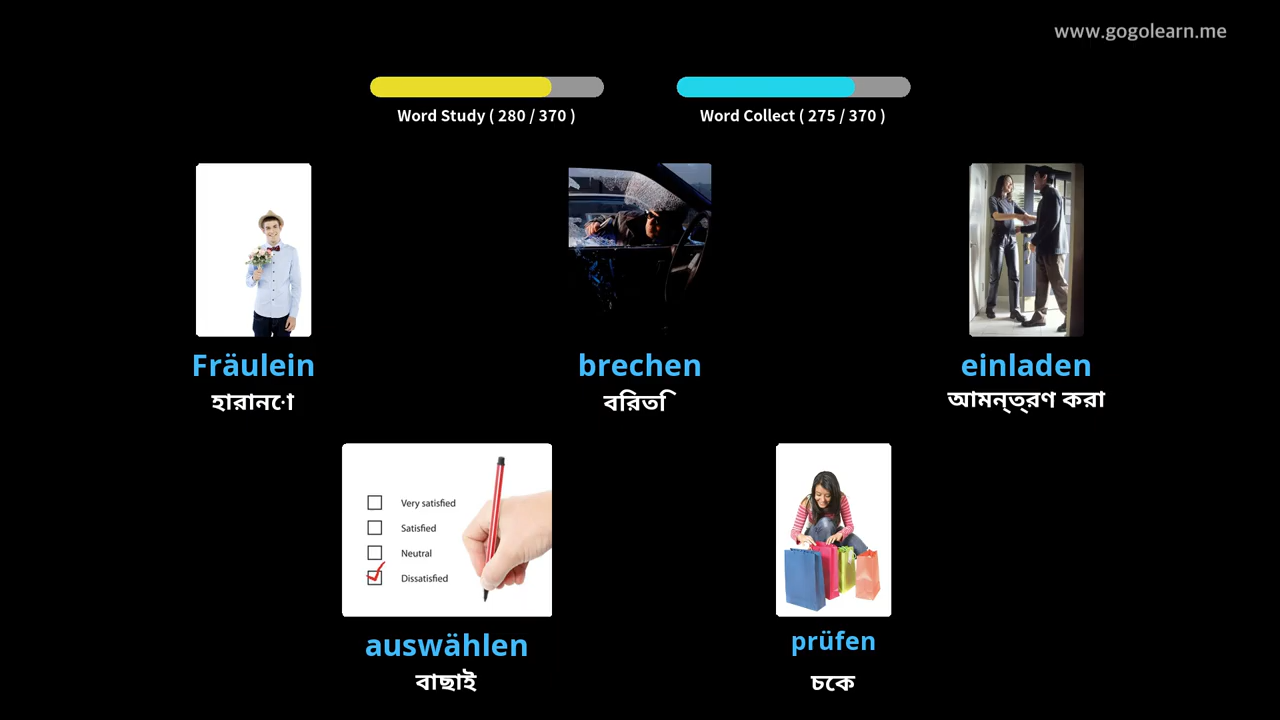 www.gogolearn.me
Word Study ( 280 / 370 )
Word Collect ( 275 / 370 )
Fräulein
হারানো
brechen
বিরতি
einladen
আমন্ত্রণ করা
Very satisfied
Satisfied
Neutral
Dissatisfied
auswählen
বাছাই
prüfen
চেক